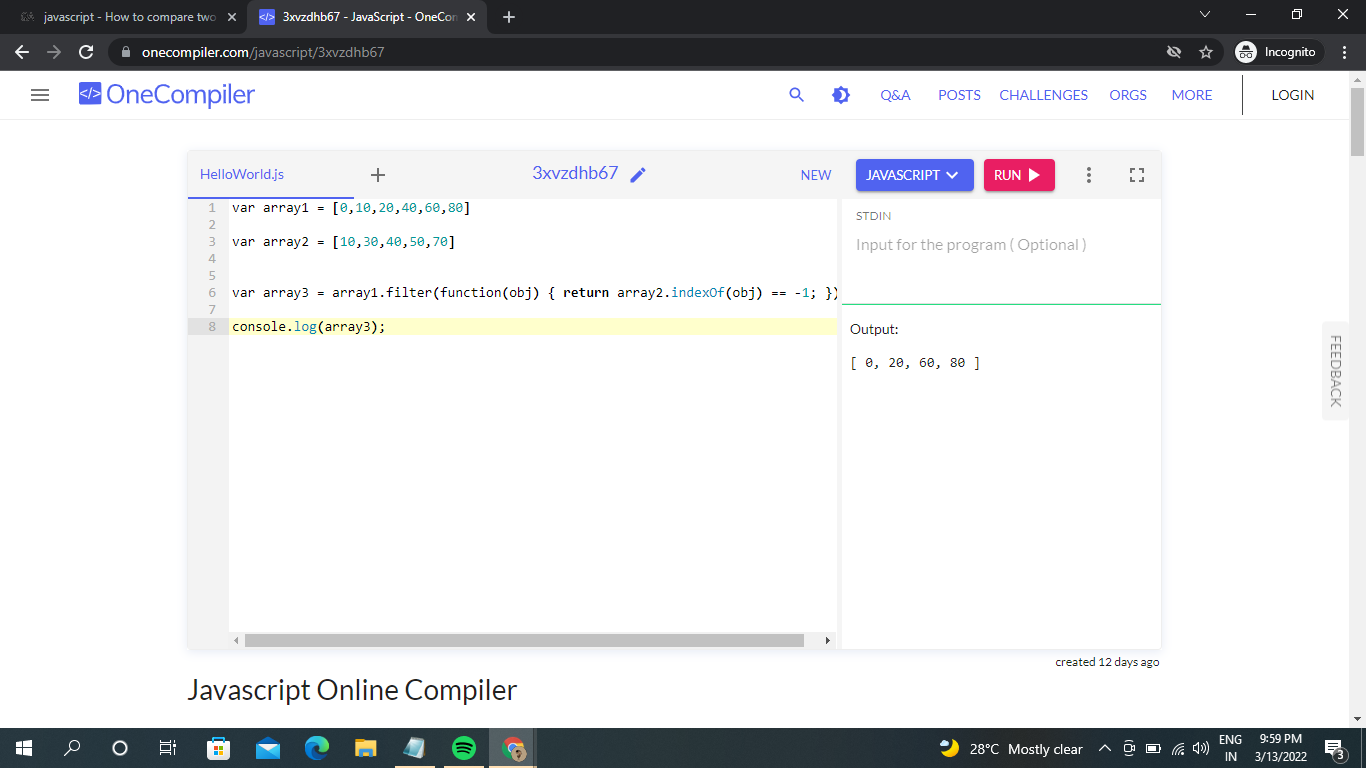 javascript - How to compare two
3xvzdhb67 - JavaScript - OneCor
onecompiler.com/javascript/3xvzdhb67
Incognito
</> OneCompiler
Q&A
POSTS
CHALLENGES
ORGS
MORE
LOGIN
HelloWorld.js
3xvzdhb67
NEW
JAVASCRIPT
RUN
1 var array1 = [0,10,20,40,60,80]
2
3 var array2 = [10,30,40,50,70]
4
5
6 var array3 = array1.filter(function(obj) { return array2.indexOf(obj) == -1; })
7
8 console.log(array3);
STDIN
Input for the program ( Optional )
Output:
[ 0, 20, 60, 80 ]
FEEDBACK
created 12 days ago
Javascript Online Compiler
28°C Mostly clear
ENG
IN
9:59 PM
3/13/2022
3